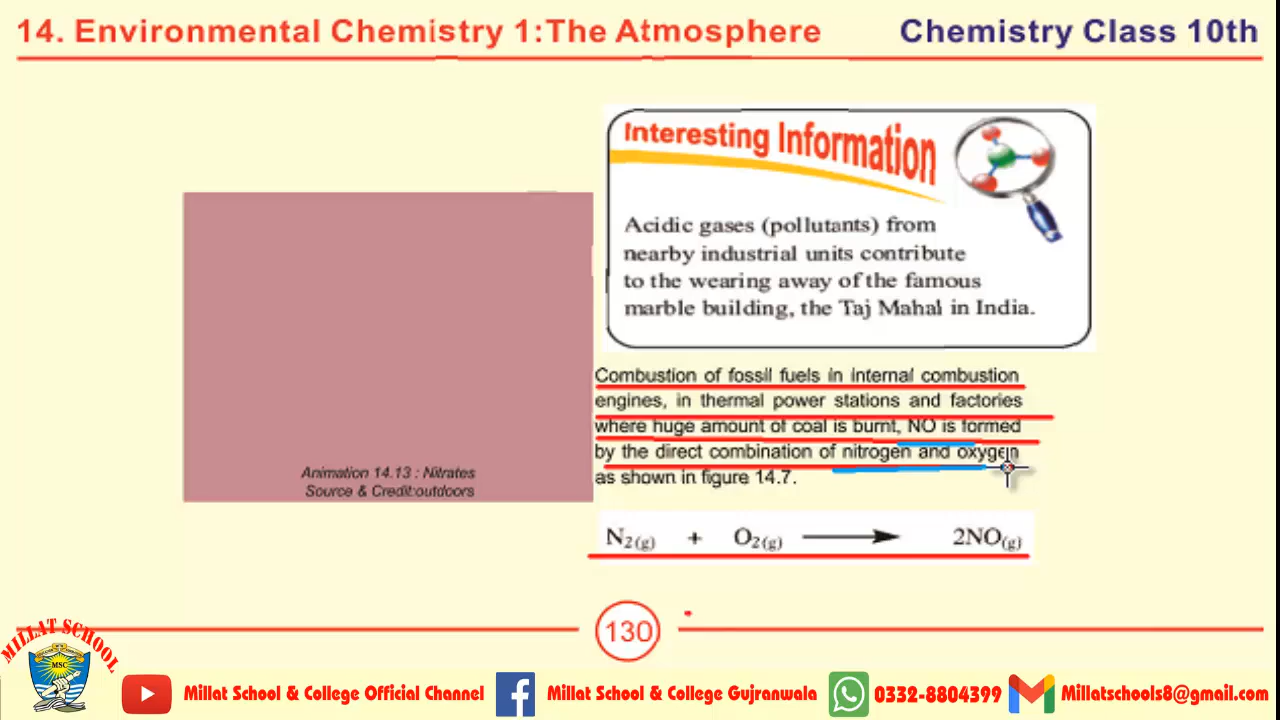 14. Environmental Chemistry 1:The Atmosphere
Chemistry Class 10th
Interesting Information
Acidic gases (pollutants) from
nearby industrial units contribute
to the wearing away of the famous
marble building, the Taj Mahal in India.
Combustion of fossil fuels in internal combustion
engines, in thermal power stations and factories
where huge amount of coal is burnt, NO is formed
by the direct combination of nitrogen and oxygen
as shown in figure 14.7.
Animation 14.13 : Nitrates
Source & Credit:outdoors
N2(g) + O2(g) ⟶ 2NO(g)
130
MILLAT SCHOOL
MSC
Millat School & College Official Channel
Millat School & College Gujranwala
0332-8804399
Millatschools8@gmail.com